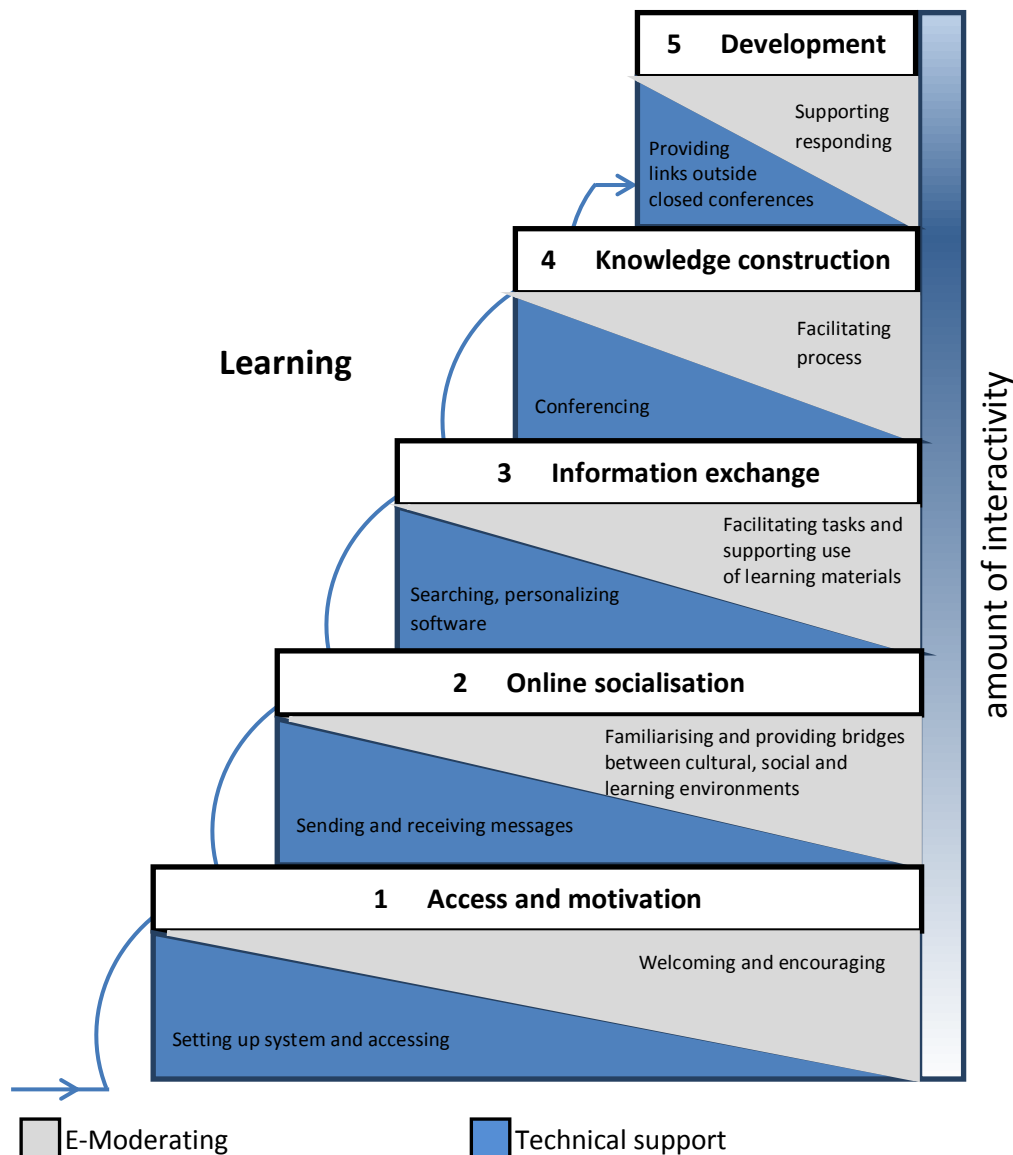 5 Development
Supporting
responding
Providing
links outside
closed conferences
4 Knowledge construction
Facilitating
process
Learning
Conferencing
amount of interactivity
3 Information exchange
Facilitating tasks and
supporting use
of learning materials
Searching, personalizing
software
2 Online socialisation
Familiarising and providing bridges
between cultural, social and
learning environments
Sending and receiving messages
1 Access and motivation
Welcoming and encouraging
Setting up system and accessing
E-Moderating
Technical support